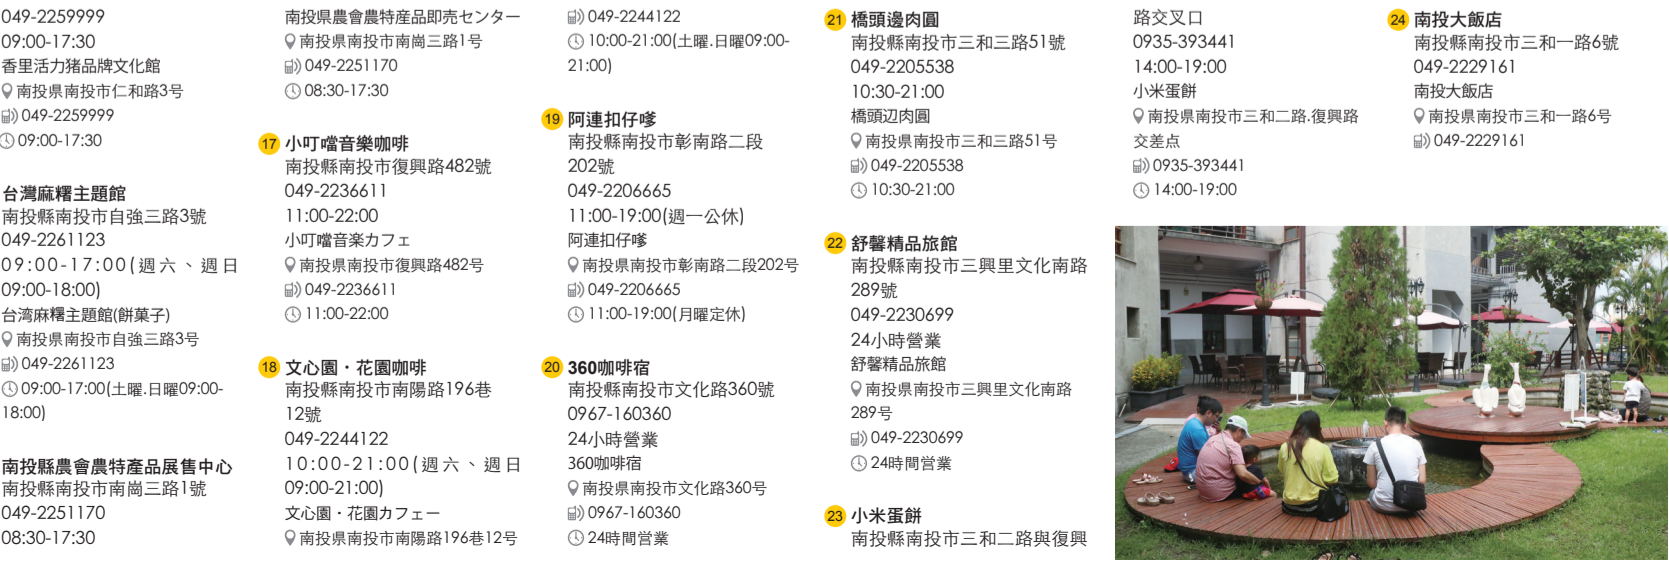 049-2259999
09:00-17:30
香里活力猪品牌文化館
南投県南投市仁和路3号
049-2259999
09:00-17:30
台灣麻糬主題館
南投縣南投市自強三路3號
049-2261123
09:00-17:00(週六、週日
09:00-18:00)
台湾麻糬主題館(餅菓子)
南投県南投市自強三路3号
049-2261123
09:00-17:00(土曜.日曜09:00-
18:00)
南投縣農會農特產品展售中心
南投縣南投市南崗三路1號
049-2251170
08:30-17:30
南投県農會農特産品即売センター
南投県南投市南崗三路1号
049-2251170
08:30-17:30
17 小叮噹音樂咖啡
南投縣南投市復興路482號
049-2236611
11:00-22:00
小叮噹音楽カフェ
南投県南投市復興路482号
049-2236611
11:00-22:00
18 文心園・花園咖啡
南投縣南投市南陽路196巷
12號
049-2244122
10:00-21:00(週六、週日
09:00-21:00)
文心園・花園カフェー
南投県南投市南陽路196巷12号
049-2244122
10:00-21:00(土曜.日曜09:00-
21:00)
19 阿連扣仔嗲
南投縣南投市彰南路二段
202號
049-2206665
11:00-19:00(週一公休)
阿連扣仔嗲
南投県南投市彰南路二段202号
049-2206665
11:00-19:00(月曜定休)
20 360咖啡宿
南投縣南投市文化路360號
0967-160360
24小時營業
360咖啡宿
南投県南投市文化路360号
0967-160360
24時間営業
21 橋頭邊肉圓
南投縣南投市三和三路51號
049-2205538
10:30-21:00
橋頭辺肉圓
南投県南投市三和三路51号
049-2205538
10:30-21:00
22 舒馨精品旅館
南投縣南投市三興里文化南路
289號
049-2230699
24小時營業
舒馨精品旅館
南投県南投市三興里文化南路
289号
049-2230699
24時間営業
23 小米蛋餅
南投縣南投市三和二路與復興
路交叉口
0935-393441
14:00-19:00
小米蛋餅
南投県南投市三和二路.復興路
交差点
0935-393441
14:00-19:00
24 南投大飯店
南投縣南投市三和一路6號
049-2229161
南投大飯店
南投県南投市三和一路6号
049-2229161